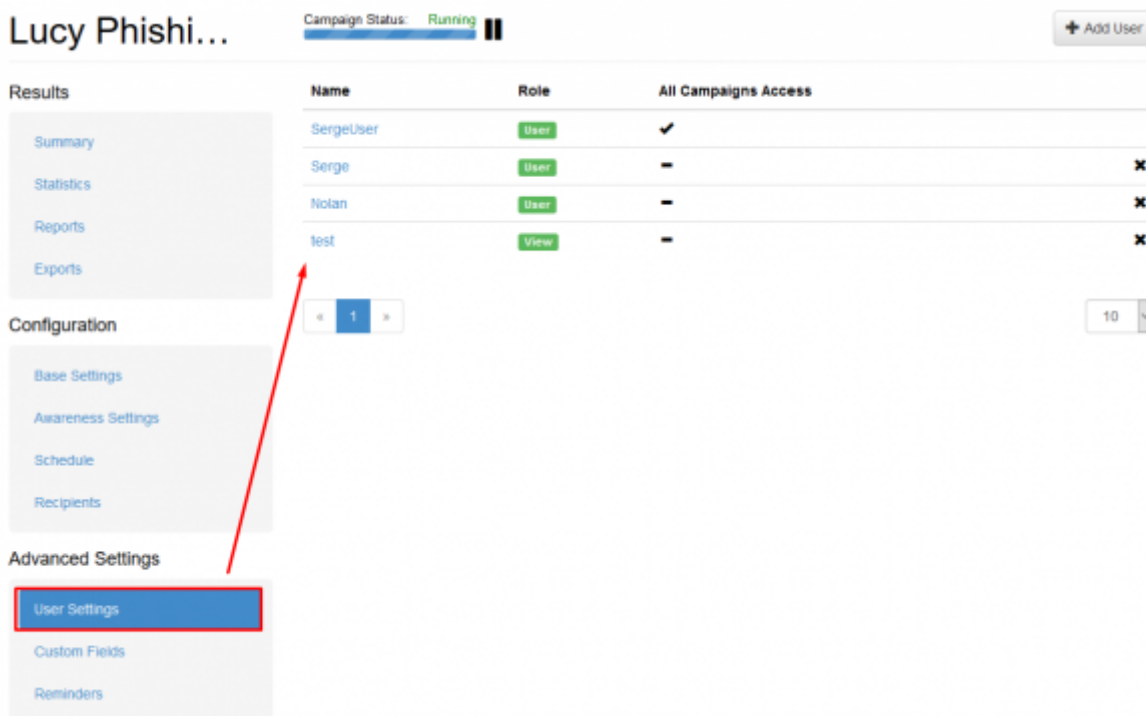 Lucy Phishi...
Campaign Status: Running
+ Add User
Results
Summary
Statistics
Reports
Exports
Configuration
Base Settings
Awareness Settings
Schedule
Recipients
Advanced Settings
User Settings
Custom Fields
Reminders
Name Role All Campaigns Access
SergeUser User ✔
Serge User – ✖
Nolan User – ✖
test View – ✖
« 1 » 10